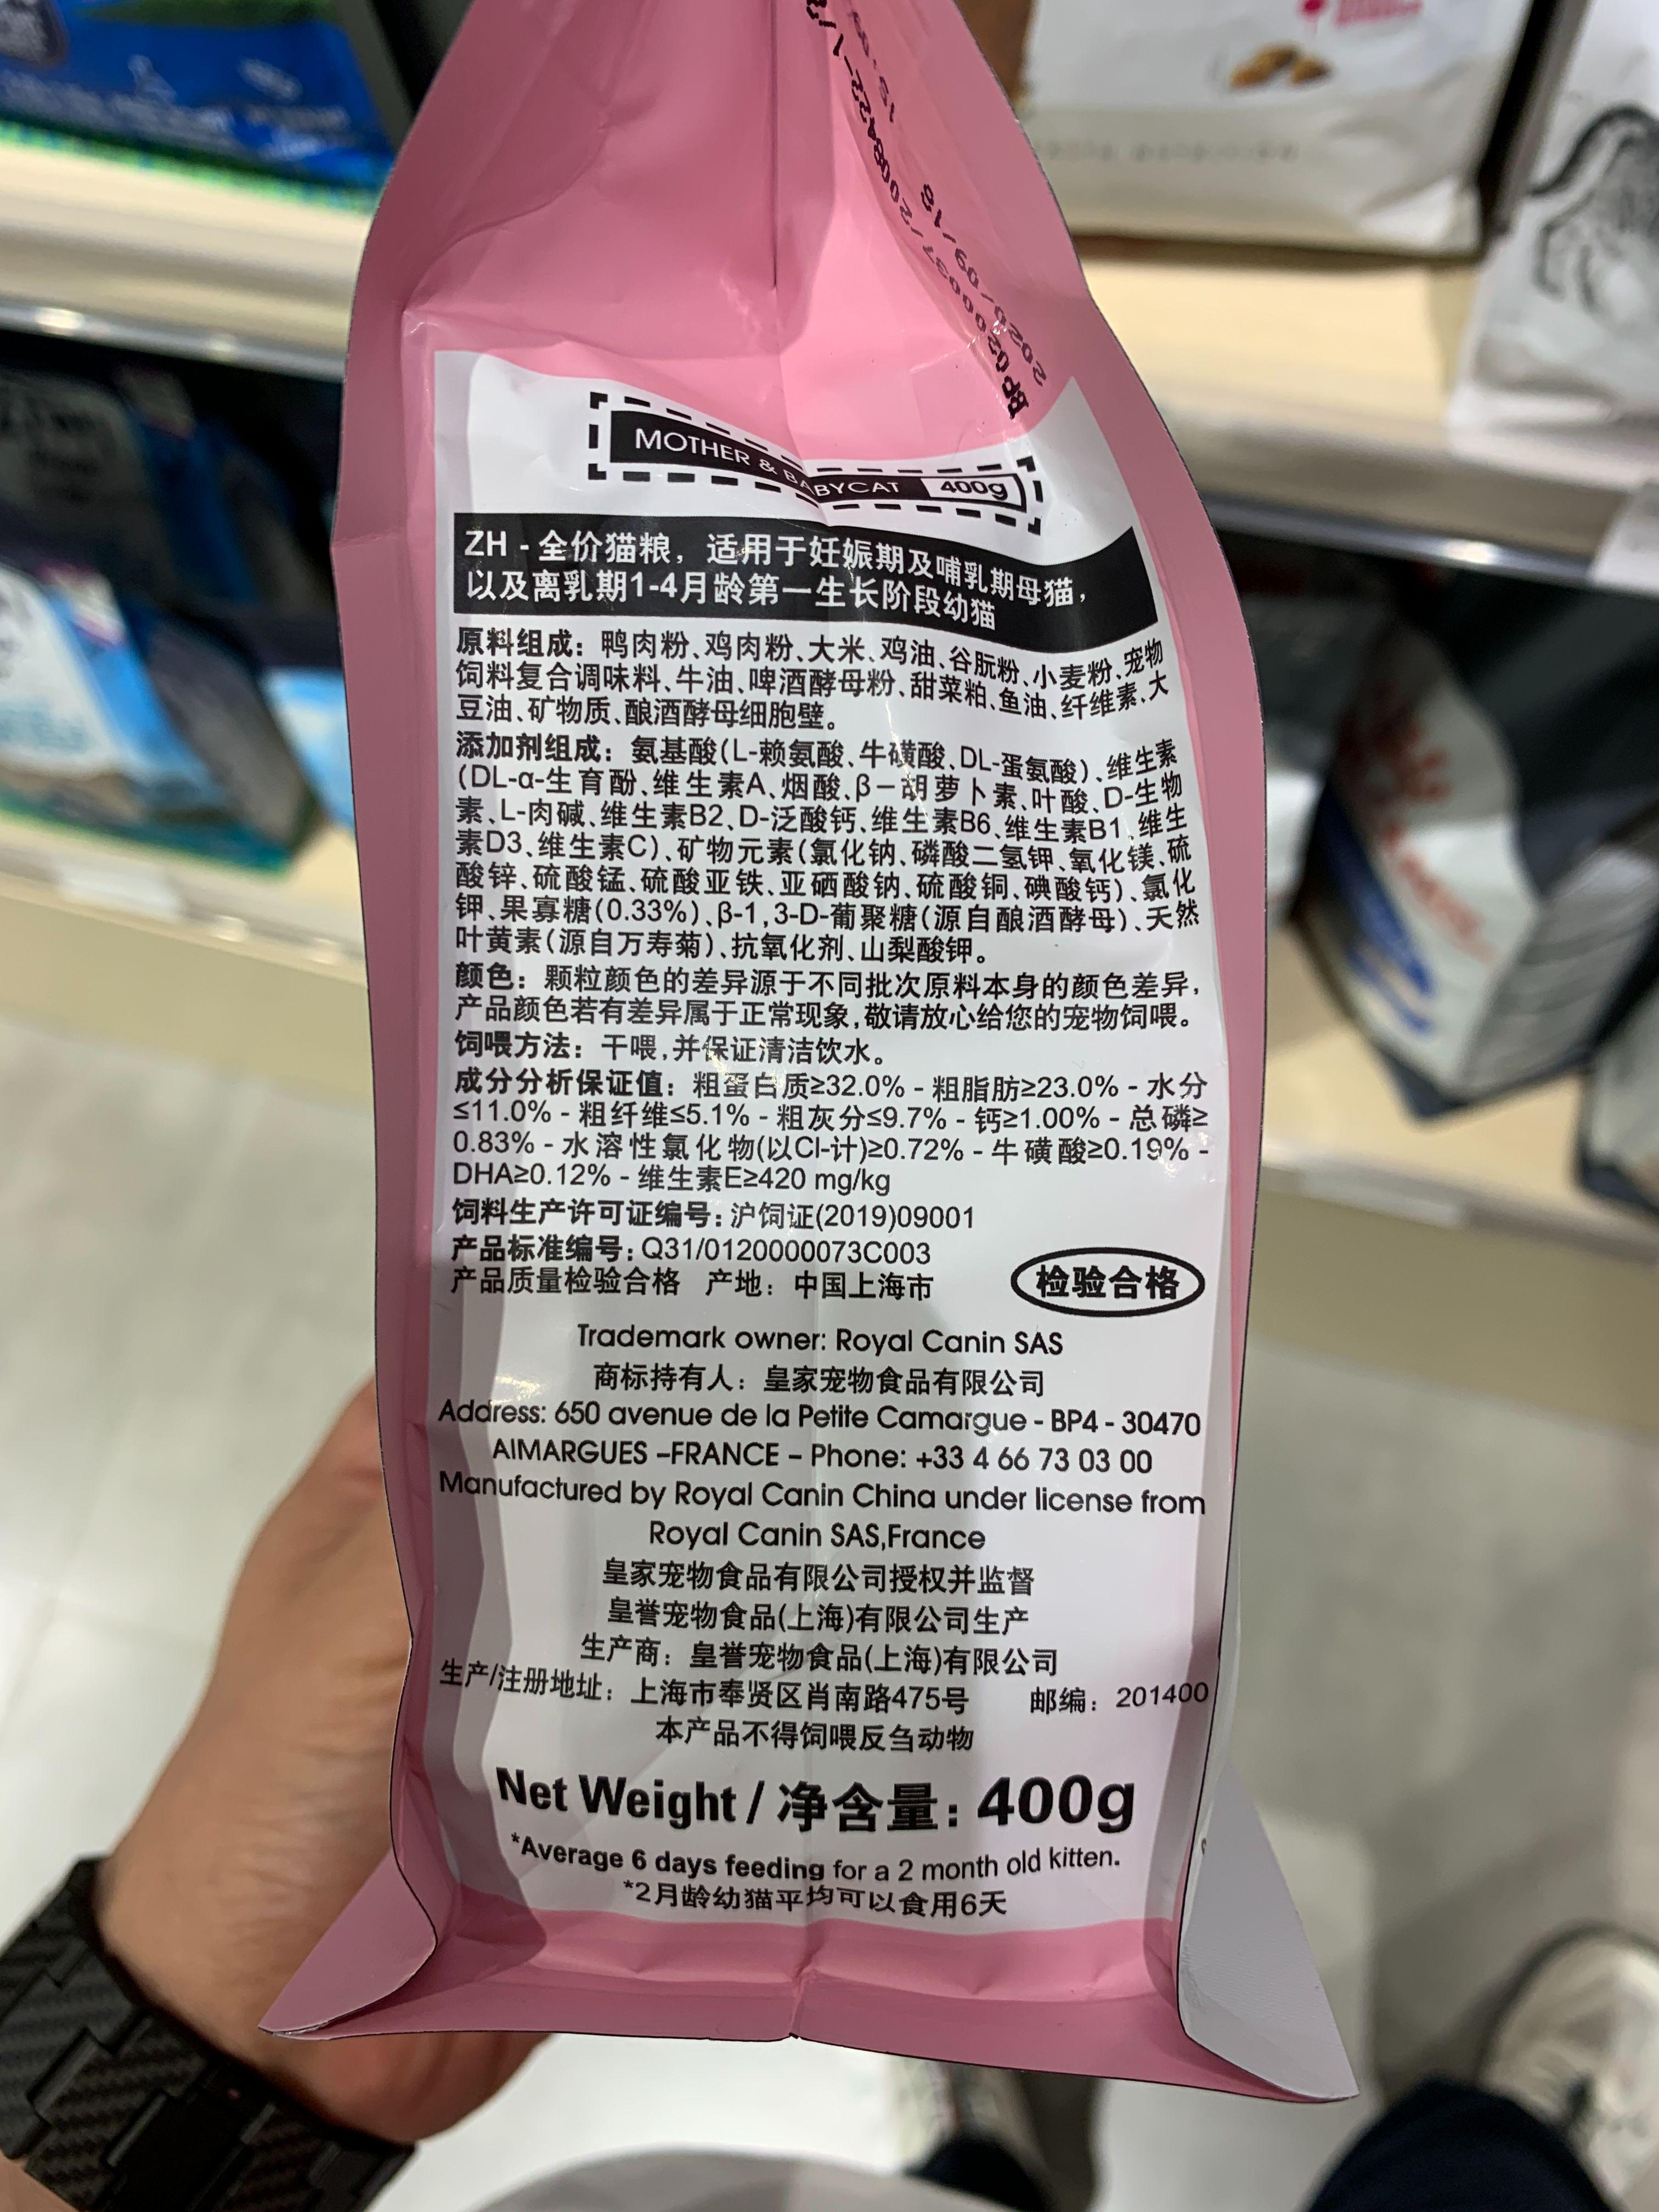 MOTHER & BABYCAT 400g
ZH - 全价猫粮，适用于妊娠期及哺乳期母猫，
以及离乳期1-4月龄第一生长阶段幼猫
原料组成：鸭肉粉、鸡肉粉、大米、鸡油、谷朊粉、小麦粉、宠物
饲料复合调味料、牛油、啤酒酵母粉、甜菜粕、鱼油、纤维素、大
豆油、矿物质、酿酒酵母细胞壁。
添加剂组成：氨基酸(L-赖氨酸、牛磺酸、DL-蛋氨酸)、维生素
(DL-α-生育酚、维生素A、烟酸、β－胡萝卜素、叶酸、D-生物
素、L-肉碱、维生素B2、D-泛酸钙、维生素B6、维生素B1、维生
素D3、维生素C)、矿物元素(氯化钠、磷酸二氢钾、氧化镁、硫
酸锌、硫酸锰、硫酸亚铁、亚硒酸钠、硫酸铜、碘酸钙)、氯化
钾、果寡糖(0.33%)、β-1,3-D-葡聚糖(源自酿酒酵母)、天然
叶黄素(源自万寿菊)、抗氧化剂、山梨酸钾。
颜色：颗粒颜色的差异源于不同批次原料本身的颜色差异，
产品颜色若有差异属于正常现象,敬请放心给您的宠物饲喂。
饲喂方法：干喂,并保证清洁饮水。
成分分析保证值：粗蛋白质≥32.0% - 粗脂肪≥23.0% - 水分
≤11.0% - 粗纤维≤5.1% - 粗灰分≤9.7% - 钙≥1.00% - 总磷≥
0.83% - 水溶性氯化物(以Cl-计)≥0.72% - 牛磺酸≥0.19% -
DHA≥0.12% - 维生素E≥420 mg/kg
饲料生产许可证编号：沪饲证(2019)09001
产品标准编号：Q31/0120000073C003
产品质量检验合格 产地：中国上海市
检验合格
Trademark owner: Royal Canin SAS
商标持有人：皇家宠物食品有限公司
Address: 650 avenue de la Petite Camargue - BP4 - 30470
AIMARGUES –FRANCE – Phone: +33 4 66 73 03 00
Manufactured by Royal Canin China under license from
Royal Canin SAS,France
皇家宠物食品有限公司授权并监督
皇誉宠物食品(上海)有限公司生产
生产商：皇誉宠物食品(上海)有限公司
生产/注册地址：上海市奉贤区肖南路475号 邮编：201400
本产品不得饲喂反刍动物
Net Weight / 净含量：400g
*Average 6 days feeding for a 2 month old kitten.
*2月龄幼猫平均可以食用6天